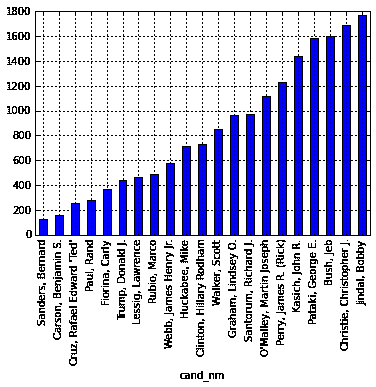 1800
1600
1400
1200
1000
800
600
400
200
0
Sanders, Bernard
Carson, Benjamin S.
Cruz, Rafael Edward 'Ted'
Paul, Rand
Fiorina, Carly
Trump, Donald J.
Lessig, Lawrence
Rubio, Marco
Webb, James Henry Jr.
Huckabee, Mike
Clinton, Hillary Rodham
Walker, Scott
Graham, Lindsey O.
Santorum, Richard J.
O'Malley, Martin Joseph
Perry, James R. (Rick)
Kasich, John R.
Pataki, George E.
Bush, Jeb
Christie, Christopher J.
Jindal, Bobby
cand_nm